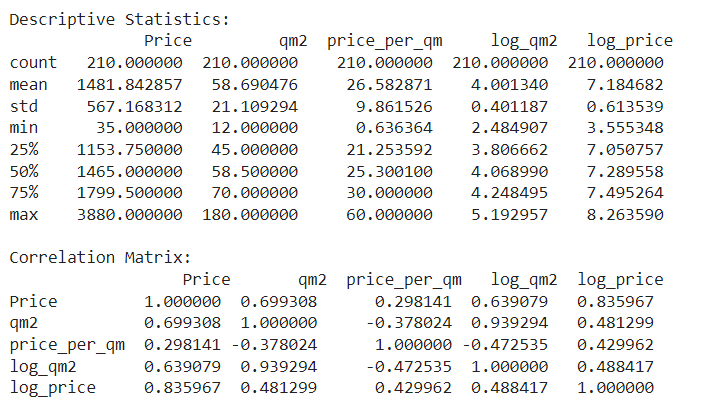 Descriptive Statistics:
Price qm2 price_per_qm log_qm2 log_price
count 210.000000 210.000000 210.000000 210.000000 210.000000
mean 1481.842857 58.690476 26.582871 4.001340 7.184682
std 567.168312 21.109294 9.861526 0.401187 0.613539
min 35.000000 12.000000 0.636364 2.484907 3.555348
25% 1153.750000 45.000000 21.253592 3.806662 7.050757
50% 1465.000000 58.500000 25.300100 4.068990 7.289558
75% 1799.500000 70.000000 30.000000 4.248495 7.495264
max 3880.000000 180.000000 60.000000 5.192957 8.263590
Correlation Matrix:
Price qm2 price_per_qm log_qm2 log_price
Price 1.000000 0.699308 0.298141 0.639079 0.835967
qm2 0.699308 1.000000 -0.378024 0.939294 0.481299
price_per_qm 0.298141 -0.378024 1.000000 -0.472535 0.429962
log_qm2 0.639079 0.939294 -0.472535 1.000000 0.488417
log_price 0.835967 0.481299 0.429962 0.488417 1.000000